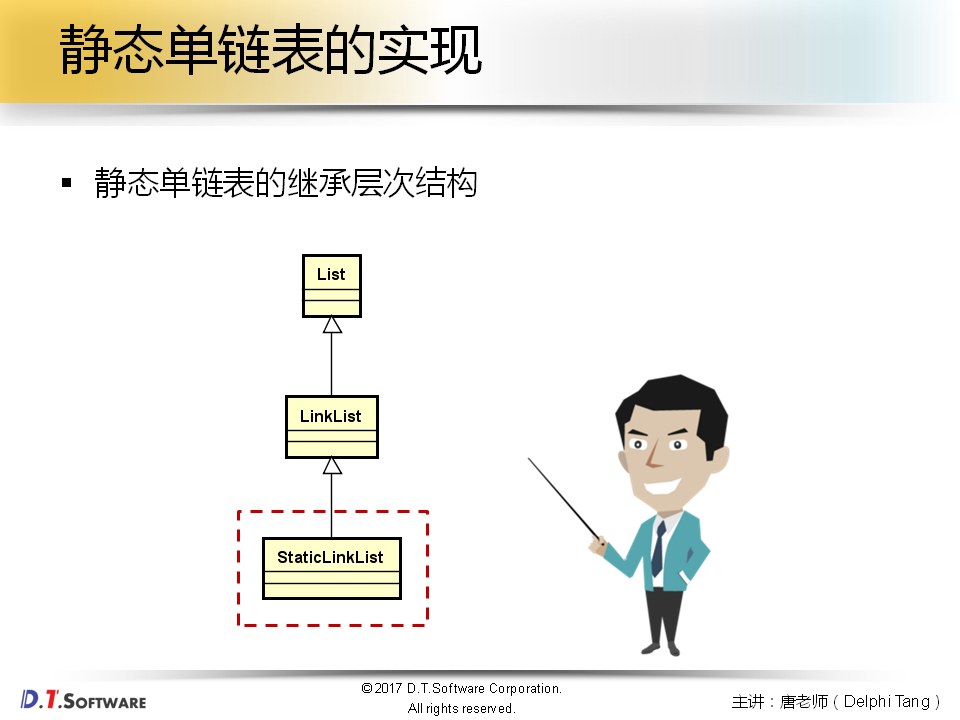 静态单链表的实现
静态单链表的继承层次结构
List
LinkList
StaticLinkList
D.T.SOFTWARE
©2017 D.T.Software Corporation.
All rights reserved.
主讲：唐老师（Delphi Tang）